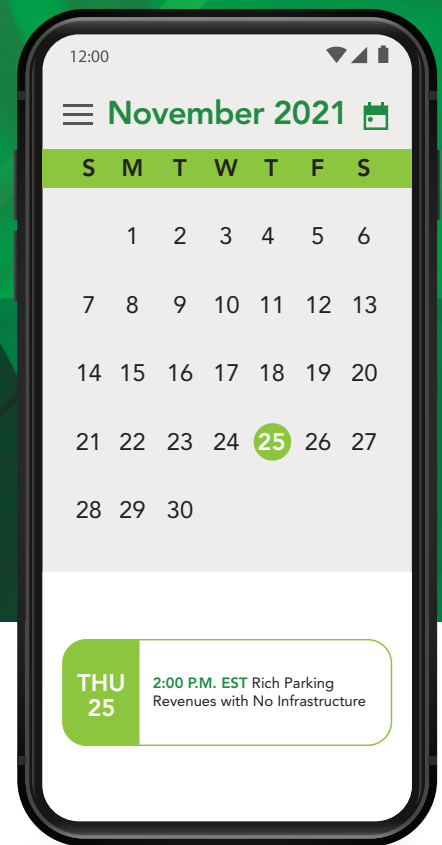 12:00
November 2021
S M T W T F S
1 2 3 4 5 6
7 8 9 10 11 12 13
14 15 16 17 18 19 20
21 22 23 24 25 26 27
28 29 30
THU
25
2:00 P.M. EST Rich Parking
Revenues with No Infrastructure